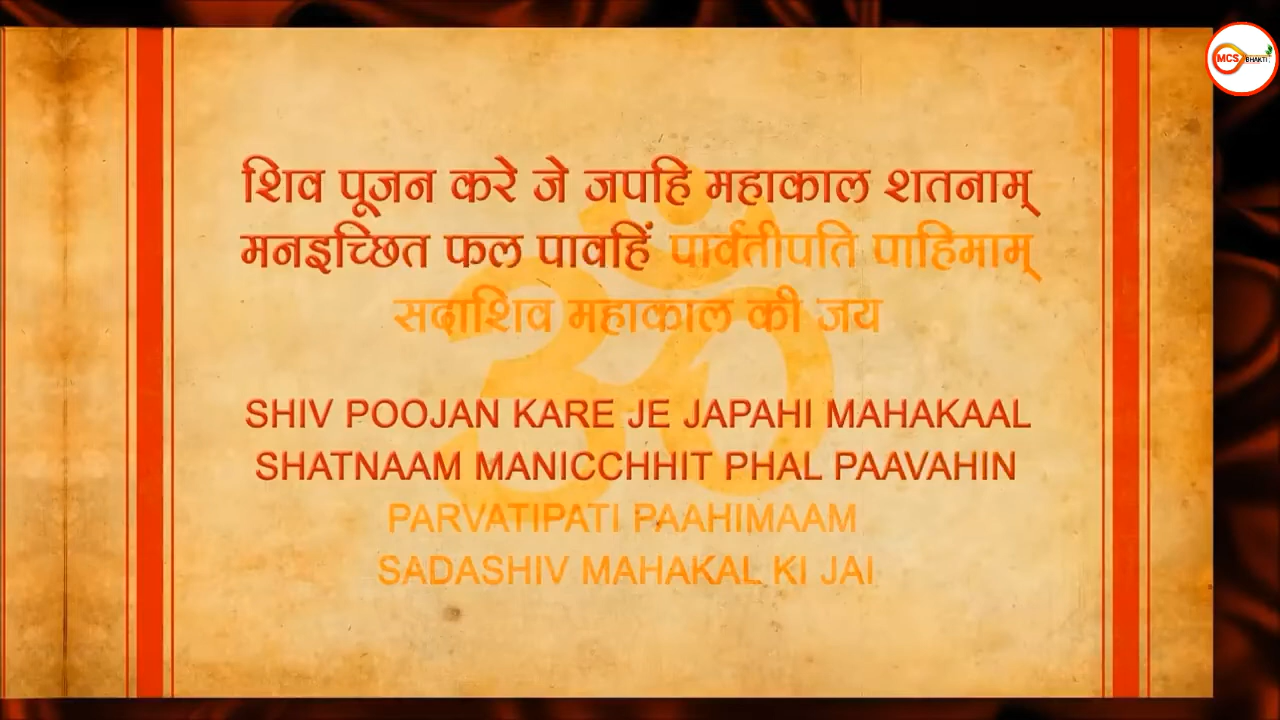 शिव पूजन करे जे जपहि महाकाल शतनाम्
मनइच्छित फल पावहिं पार्वतीपति पाहिमाम्
सदाशिव महाकाल की जय
SHIV POOJAN KARE JE JAPAHI MAHAKAAL
SHATNAAM MANICCHHIT PHAL PAAVAHIN
PARVATIPATI PAAHIMAAM
SADASHIV MAHAKAL KI JAI
ॐ
MCS BHAKTI